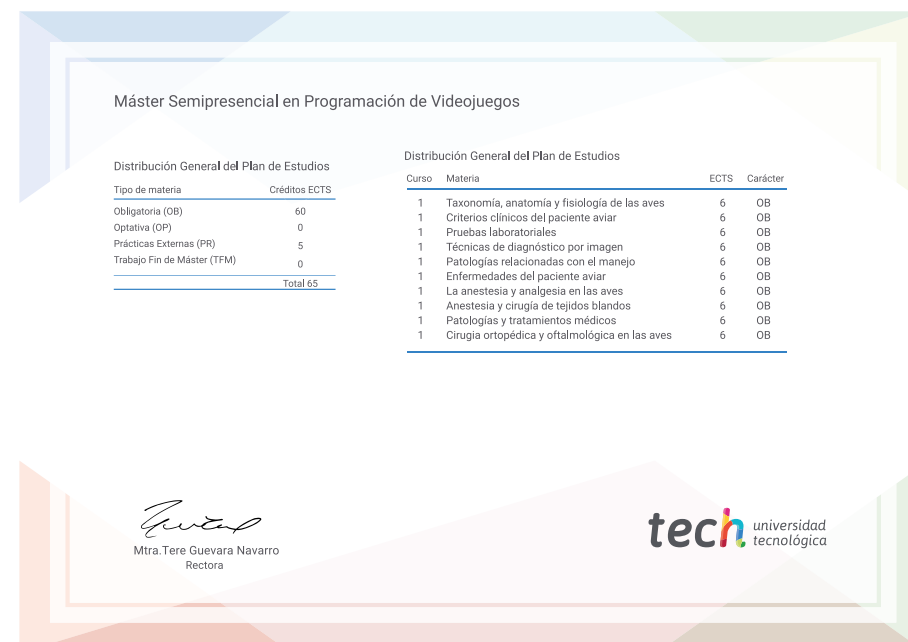 Máster Semipresencial en Programación de Videojuegos
Distribución General del Plan de Estudios
Tipo de materia Créditos ECTS
Obligatoria (OB) 60
Optativa (OP) 0
Prácticas Externas (PR) 5
Trabajo Fin de Máster (TFM) 0
Total 65
Distribución General del Plan de Estudios
Curso Materia ECTS Carácter
1 Taxonomía, anatomía y fisiología de las aves 6 OB
1 Criterios clínicos del paciente aviar 6 OB
1 Pruebas laboratoriales 6 OB
1 Técnicas de diagnóstico por imagen 6 OB
1 Patologías relacionadas con el manejo 6 OB
1 Enfermedades del paciente aviar 6 OB
1 La anestesia y analgesia en las aves 6 OB
1 Anestesia y cirugía de tejidos blandos 6 OB
1 Patologías y tratamientos médicos 6 OB
1 Cirugia ortopédica y oftalmológica en las aves 6 OB
Mtra.Tere Guevara Navarro
Rectora
tech universidad
tecnológica